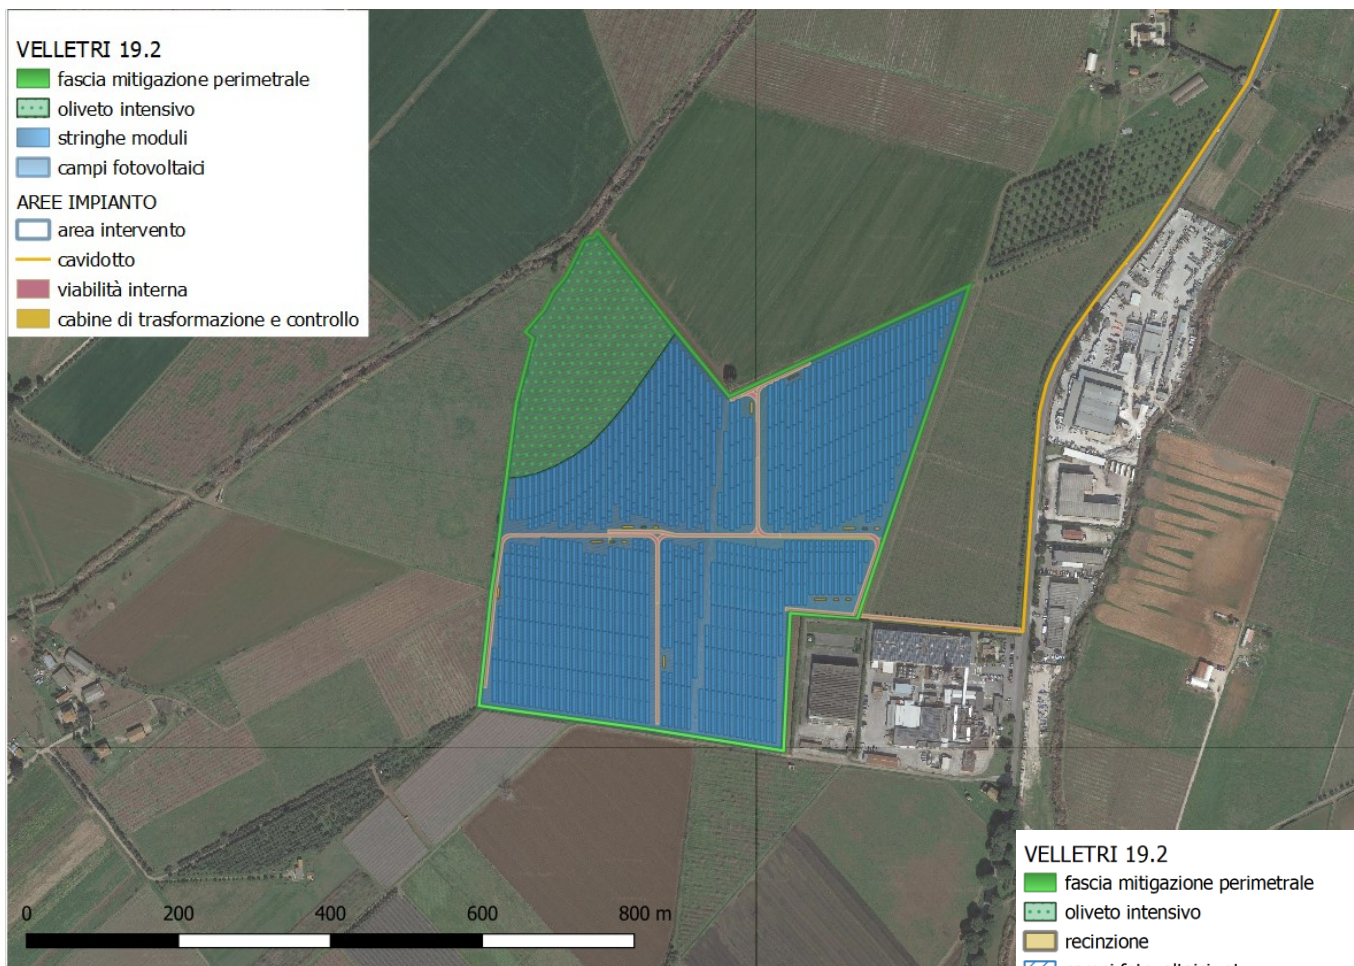 VELLETRI 19.2
fascia mitigazione perimetrale
oliveto intensivo
stringhe moduli
campi fotovoltaici
AREE IMPIANTO
area intervento
cavidotto
viabilità interna
cabine di trasformazione e controllo
0 200 400 600 800 m
VELLETRI 19.2
fascia mitigazione perimetrale
oliveto intensivo
recinzione